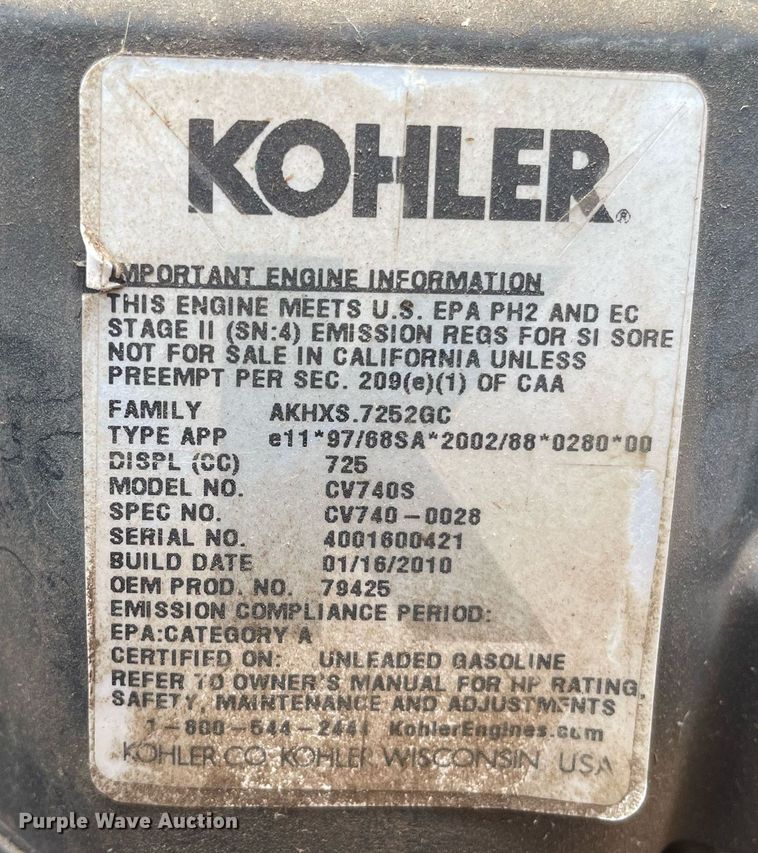 KOHLER®
IMPORTANT ENGINE INFORMATION
THIS ENGINE MEETS U.S. EPA PH2 AND EC
STAGE II (SN:4) EMISSION REGS FOR SI SORE
NOT FOR SALE IN CALIFORNIA UNLESS
PREEMPT PER SEC. 209(e)(1) OF CAA
FAMILY AKHXS.7252GC
TYPE APP e11*97/68SA*2002/88*0280*00
DISPL (CC) 725
MODEL NO. CV740S
SPEC NO. CV740-0028
SERIAL NO. 4001600421
BUILD DATE 01/16/2010
OEM PROD. NO. 79425
EMISSION COMPLIANCE PERIOD:
EPA:CATEGORY A
CERTIFIED ON: UNLEADED GASOLINE
REFER TO OWNER'S MANUAL FOR HP RATING,
SAFETY, MAINTENANCE AND ADJUSTMENTS
1-800-544-2444 KohlerEngines.com
KOHLER CO. KOHLER WISCONSIN USA
Purple Wave Auction